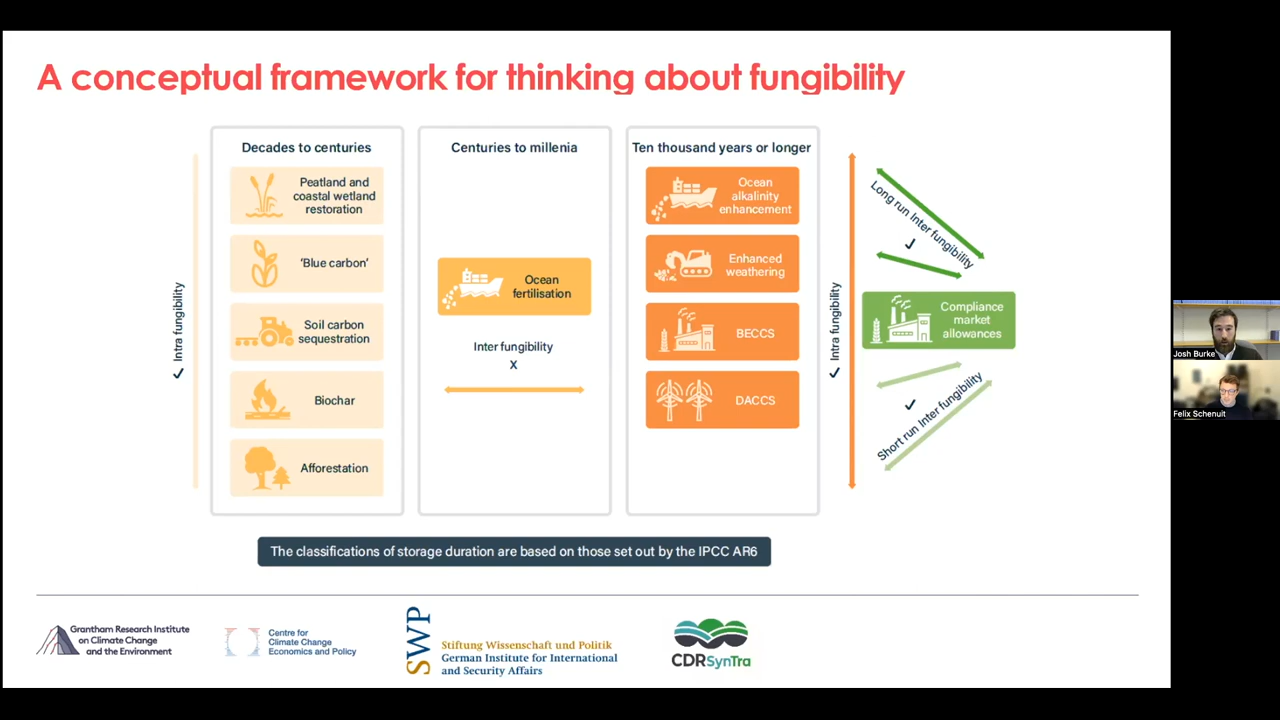 A conceptual framework for thinking about fungibility
Decades to centuries
Peatland and
coastal wetland
restoration
'Blue carbon'
Soil carbon
sequestration
Biochar
Afforestation
Intra fungibility
Centuries to millenia
Ocean
fertilisation
Inter fungibility
X
Ten thousand years or longer
Ocean
alkalinity
enhancement
Enhanced
weathering
BECCS
DACCS
Intra fungibility
Long run Inter fungibility
Compliance
market
allowances
Short run Inter fungibility
The classifications of storage duration are based on those set out by the IPCC AR6
Grantham Research Institute
on Climate Change
and the Environment
Centre for
Climate Change
Economics and Policy
SWP
Stiftung Wissenschaft und Politik
German Institute for International
and Security Affairs
CDRSynTra
Josh Burke
Felix Schenuit